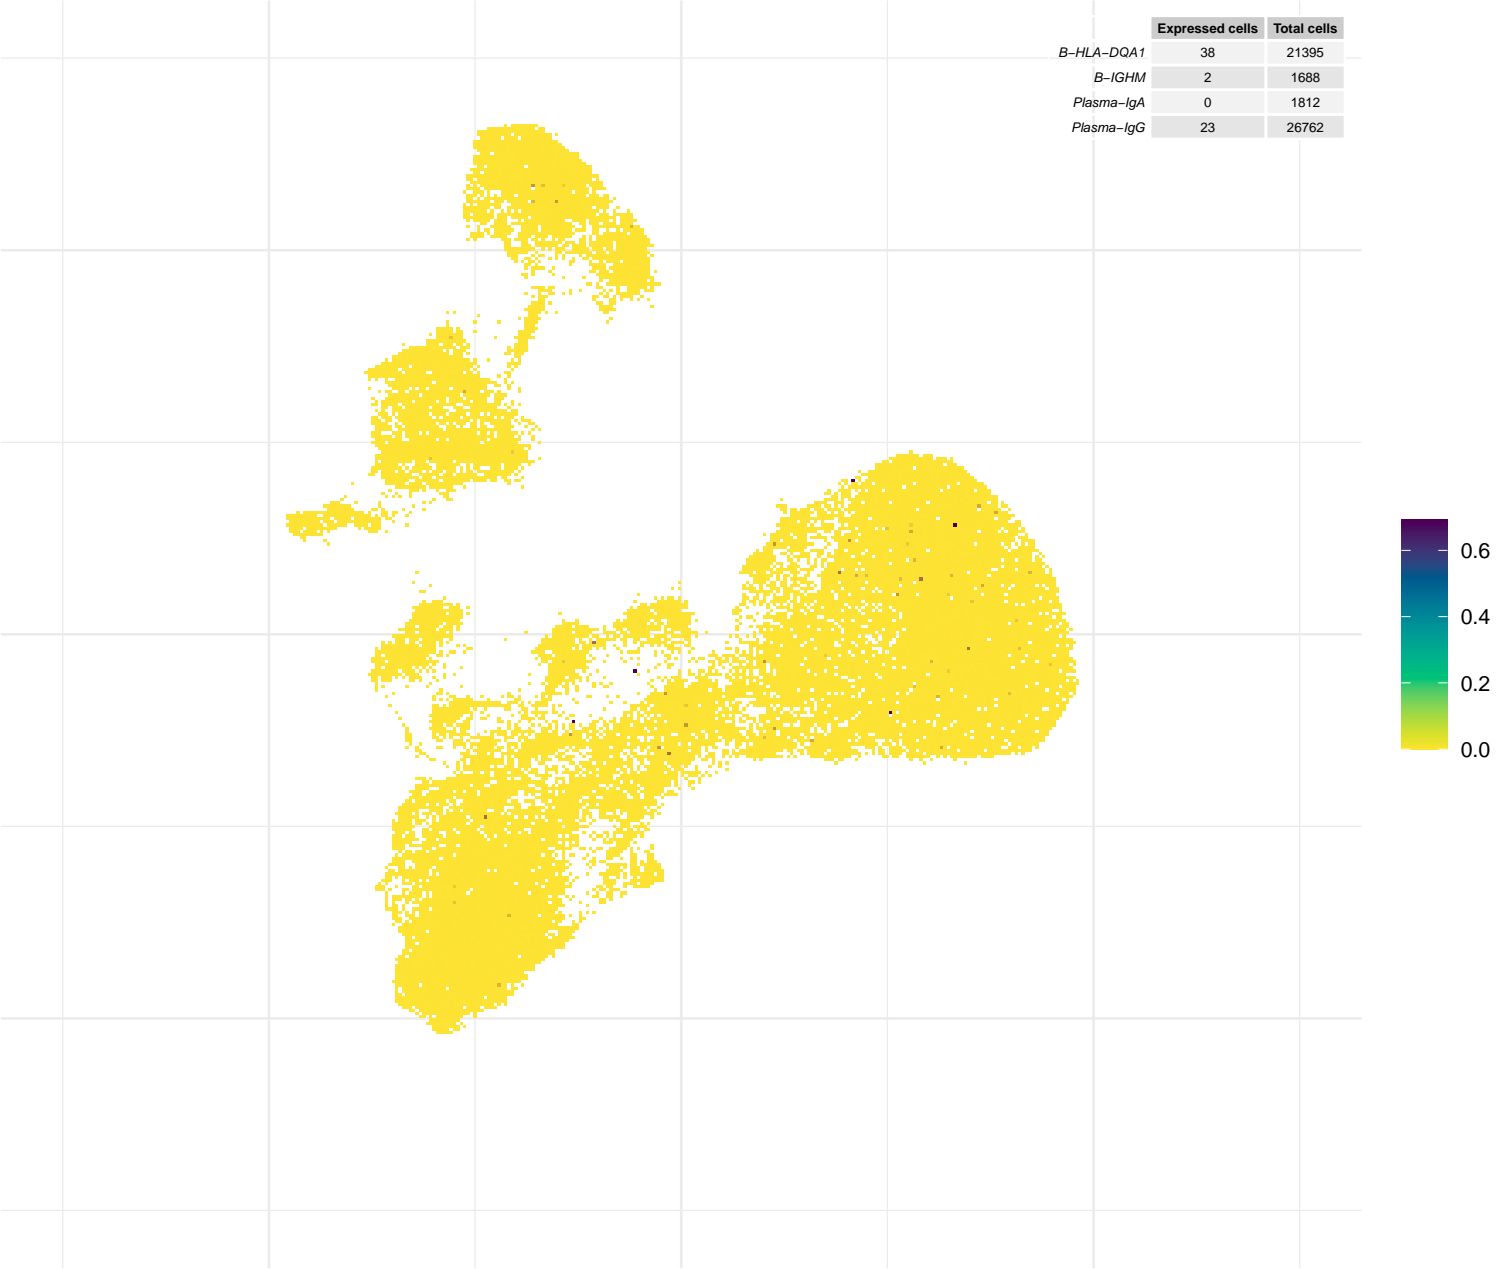 Expressed cells Total cells
B−HLA−DQA1 38 21395
B−IGHM 2 1688
Plasma−IgA 0 1812
Plasma−IgG 23 26762
0.6
0.4
0.2
0.0